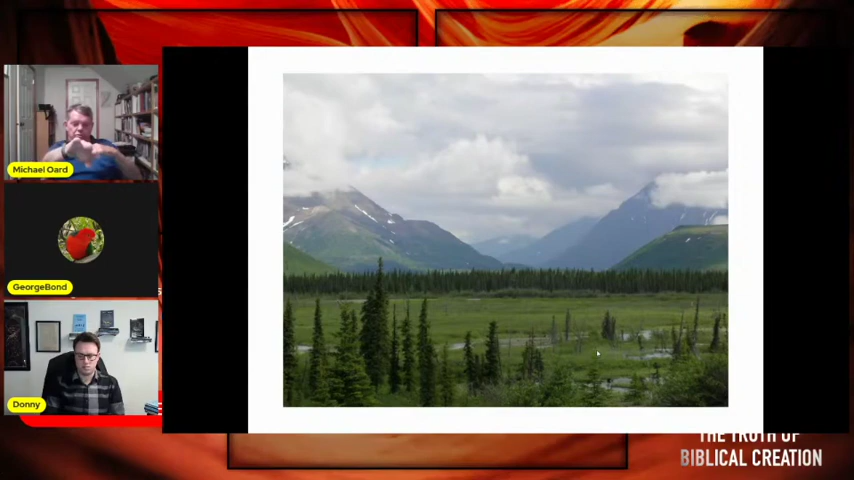 Michael Oard
GeorgeBond
Donny
THE TRUTH OF
BIBLICAL CREATION